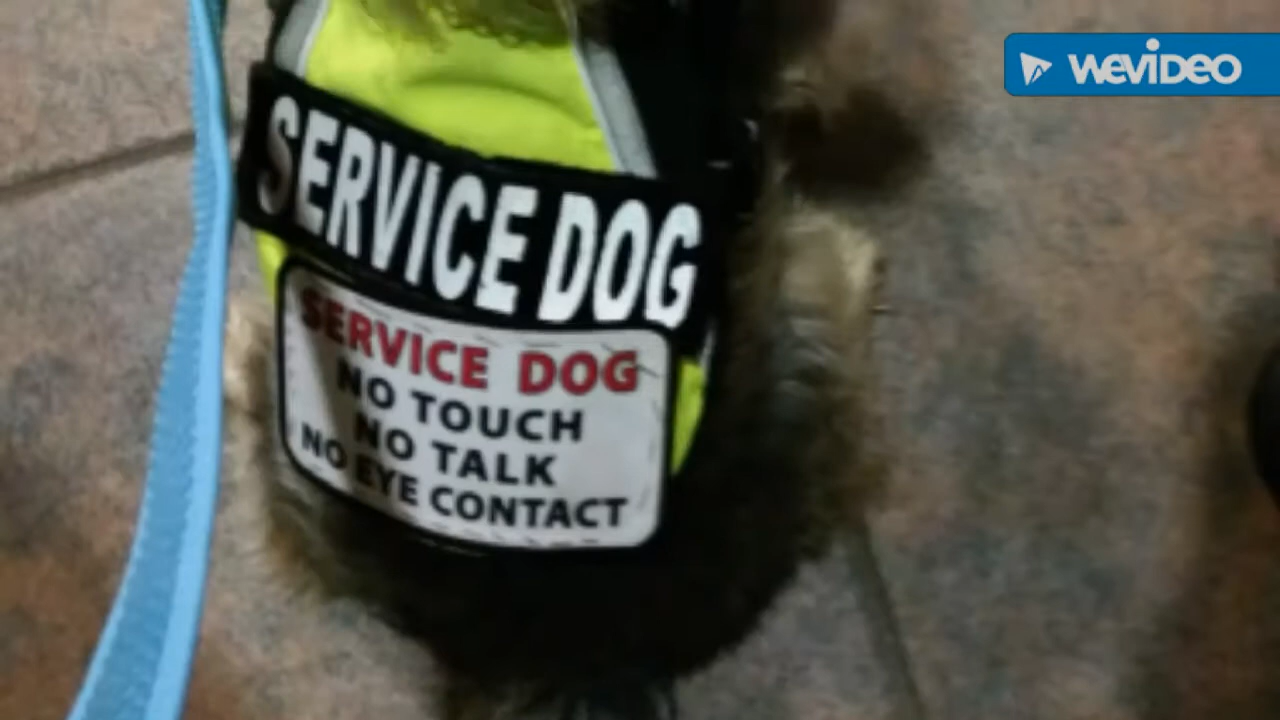 WEVIDEO
SERVICE DOG
SERVICE DOG
NO TOUCH
NO TALK
NO EYE CONTACT